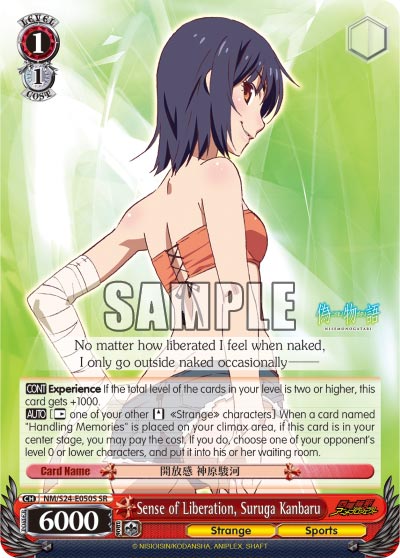 LEVEL
1
1
COST
偽物語
NISEMONOGATARI
SAMPLE
No matter how liberated I feel when naked,
I only go outside naked occasionally——
CONT Experience If the total level of the cards in your level is two or higher, this
card gets +1000.
AUTO [ one of your other [ ] «Strange» characters] When a card named
"Handling Memories" is placed on your climax area, if this card is in your
center stage, you may pay the cost. If you do, choose one of your opponent's
level 0 or lower characters, and put it into his or her waiting room.
Card Name 開放感 神原駿河
CH NM/S24-E050S SR
Sense of Liberation, Suruga Kanbaru
POWER 6000
Strange Sports
© NISIOISIN/KODANSHA, ANIPLEX, SHAFT